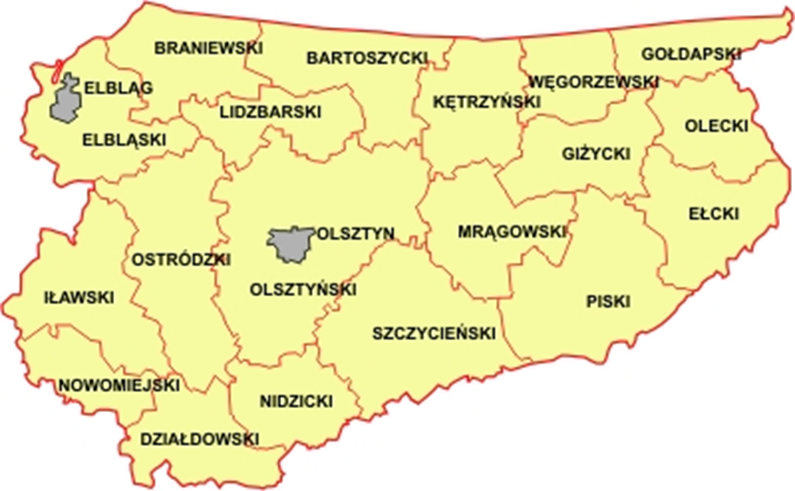 BRANIEWSKI
BARTOSZYCKI
GOŁDAPSKI
WĘGORZEWSKI
ELBLĄG
KĘTRZYŃSKI
LIDZBARSKI
OLECKI
ELBLĄSKI
GIŻYCKI
EŁCKI
OLSZTYN
MRĄGOWSKI
OSTRÓDZKI
OLSZTYŃSKI
IŁAWSKI
PISKI
SZCZYCIEŃSKI
NOWOMIEJSKI
NIDZICKI
DZIAŁDOWSKI